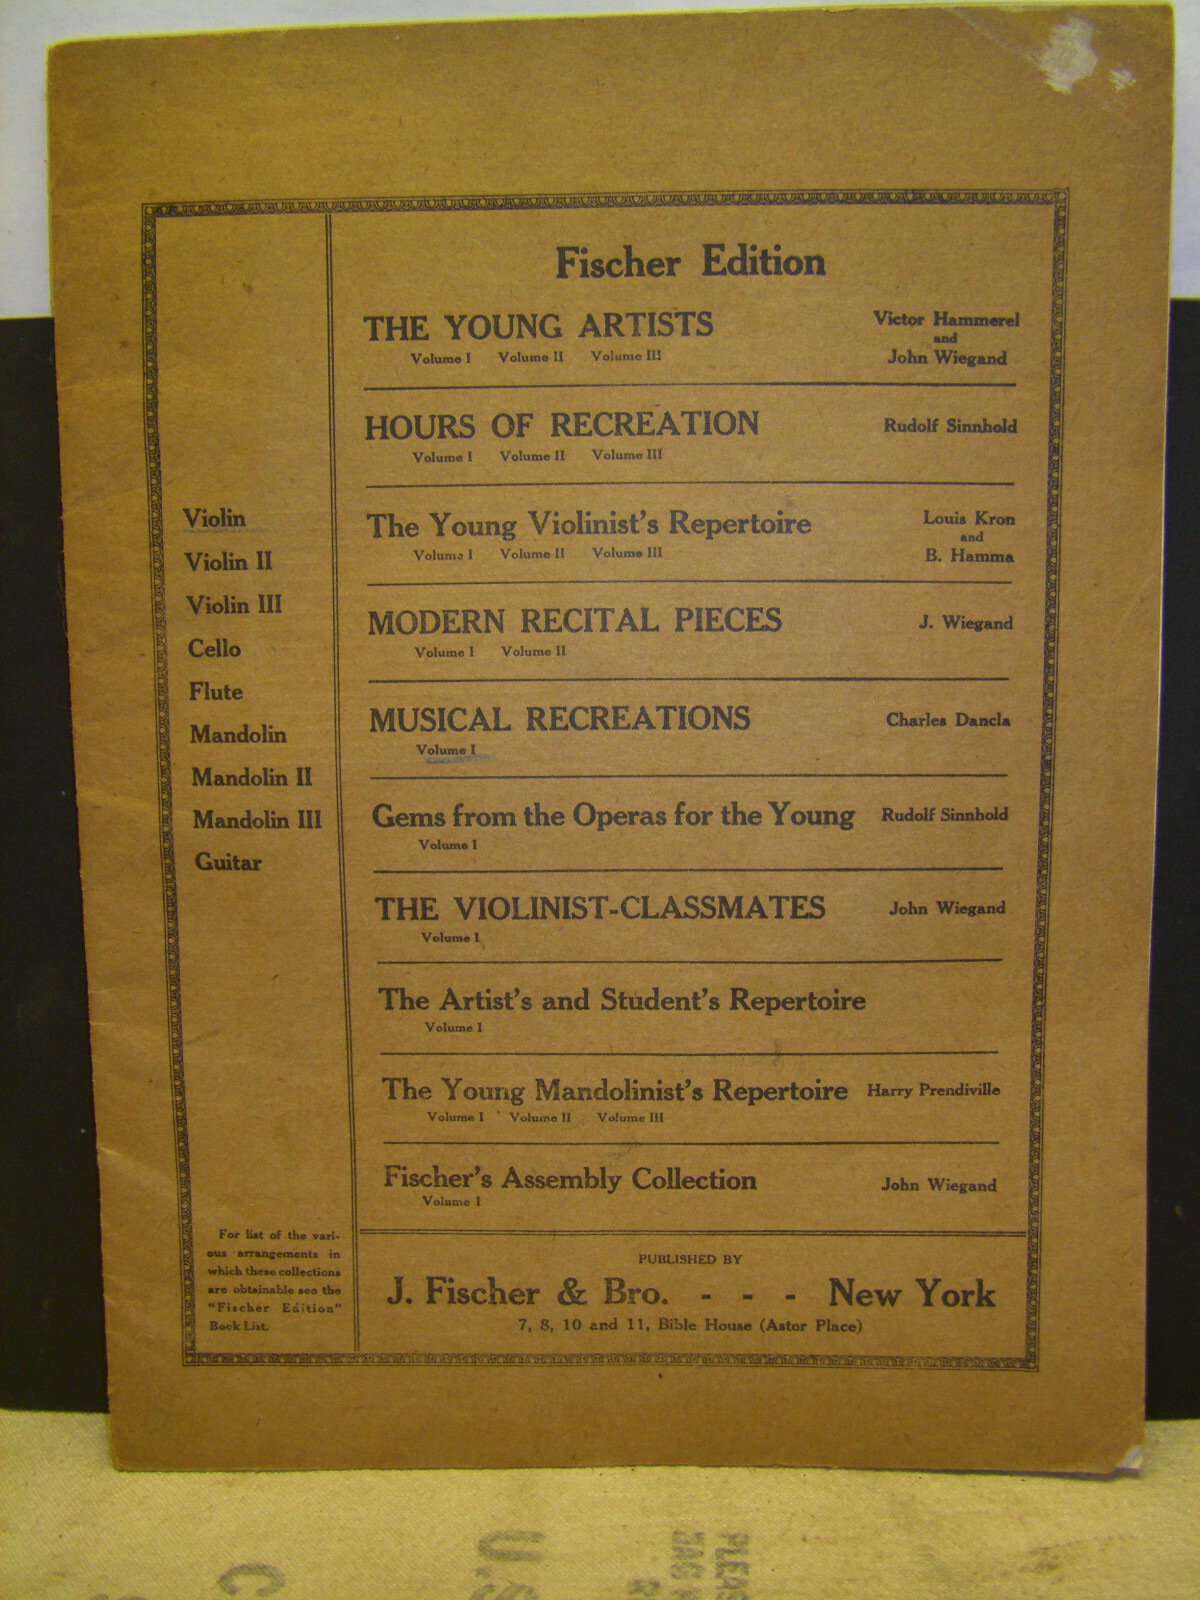 Fischer Edition
THE YOUNG ARTISTS
Victor Hammerel
and
John Wiegand
Volume I Volume II Volume III
HOURS OF RECREATION
Rudolf Sinnhold
Volume I Volume II Volume III
The Young Violinist's Repertoire
Louis Kron
and
B. Hamma
Volume I Volume II Volume III
MODERN RECITAL PIECES
J. Wiegand
Volume I Volume II
MUSICAL RECREATIONS
Charles Dancla
Volume I
Gems from the Operas for the Young
Rudolf Sinnhold
Volume I
THE VIOLINIST-CLASSMATES
John Wiegand
Volume I
The Artist's and Student's Repertoire
Volume I
The Young Mandolinist's Repertoire
Harry Prendiville
Volume I Volume II Volume III
Fischer's Assembly Collection
John Wiegand
Volume I
Violin
Violin II
Violin III
Cello
Flute
Mandolin
Mandolin II
Mandolin III
Guitar
For list of the vari-
ous arrangements in
which these collections
are obtainable see the
"Fischer Edition"
Book List.
PUBLISHED BY
J. Fischer & Bro. - - - New York
7, 8, 10 and 11, Bible House (Astor Place)
U.S